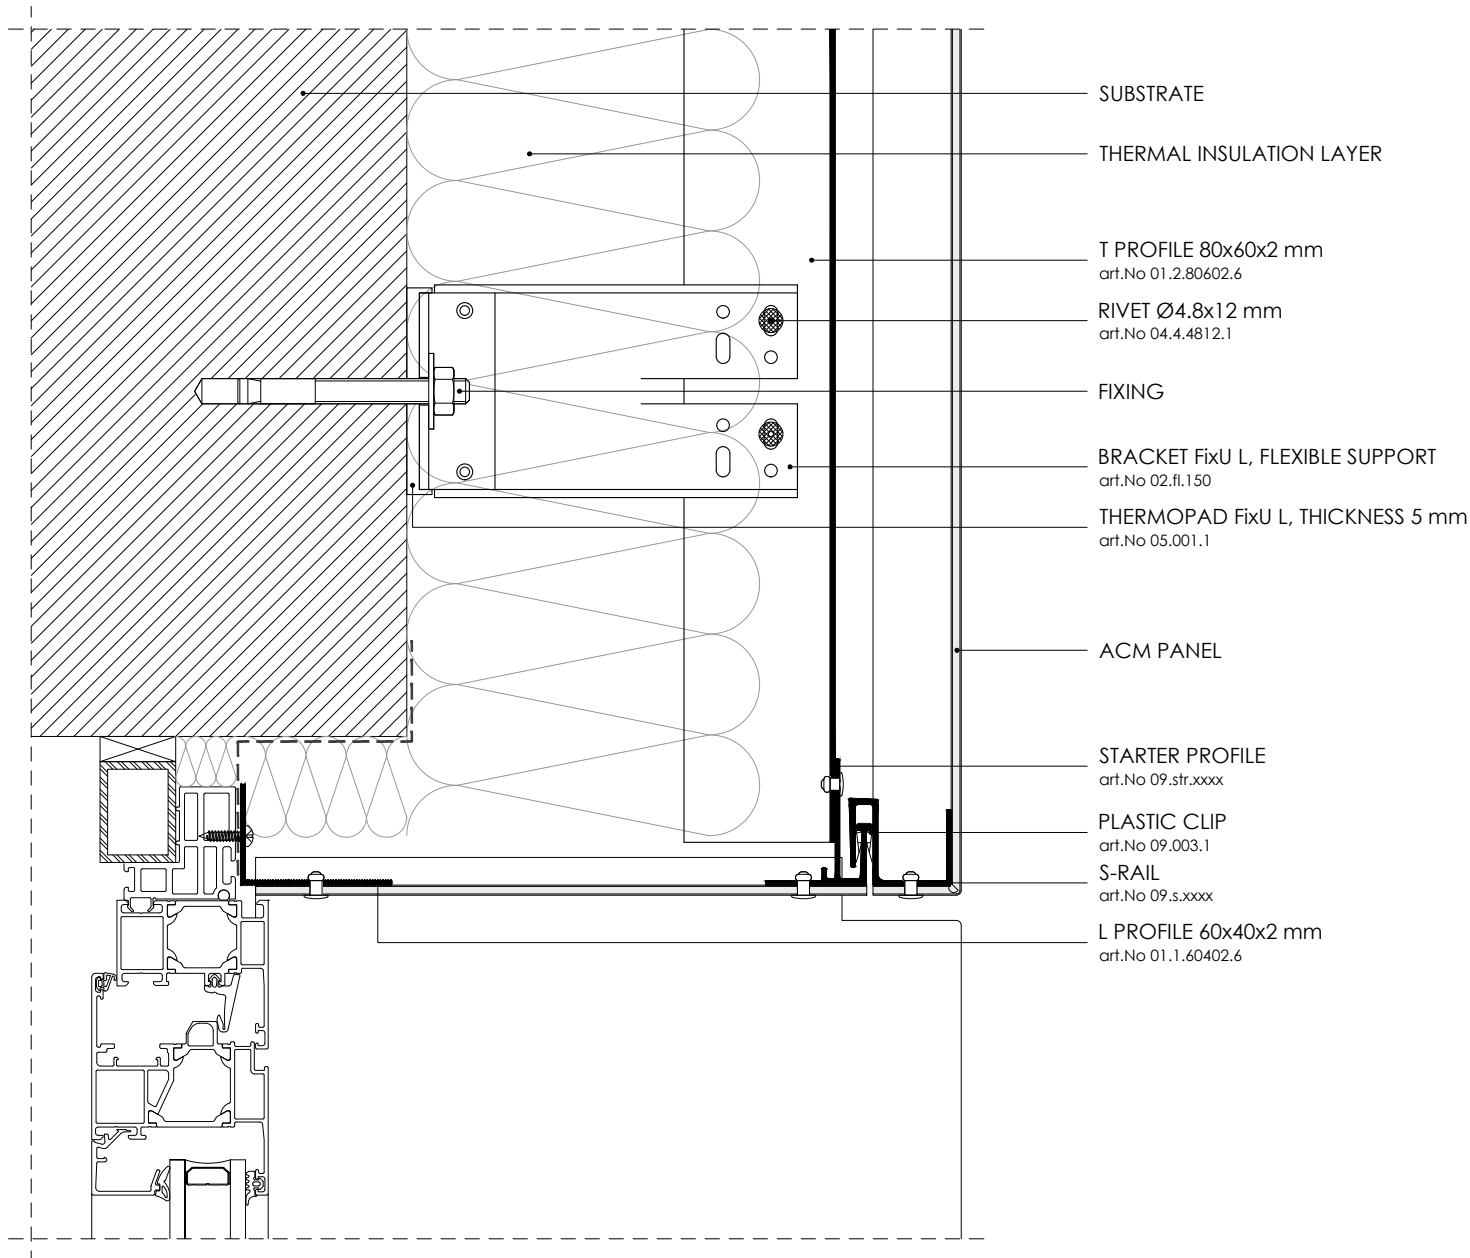 SUBSTRATE
THERMAL INSULATION LAYER
T PROFILE 80x60x2 mm
art.No 01.2.80602.6
RIVET Ø4.8x12 mm
art.No 04.4.4812.1
FIXING
BRACKET FixU L, FLEXIBLE SUPPORT
art.No 02.fl.150
THERMOPAD FixU L, THICKNESS 5 mm
art.No 05.001.1
ACM PANEL
STARTER PROFILE
art.No 09.str.xxxx
PLASTIC CLIP
art.No 09.003.1
S-RAIL
art.No 09.s.xxxx
L PROFILE 60x40x2 mm
art.No 01.1.60402.6